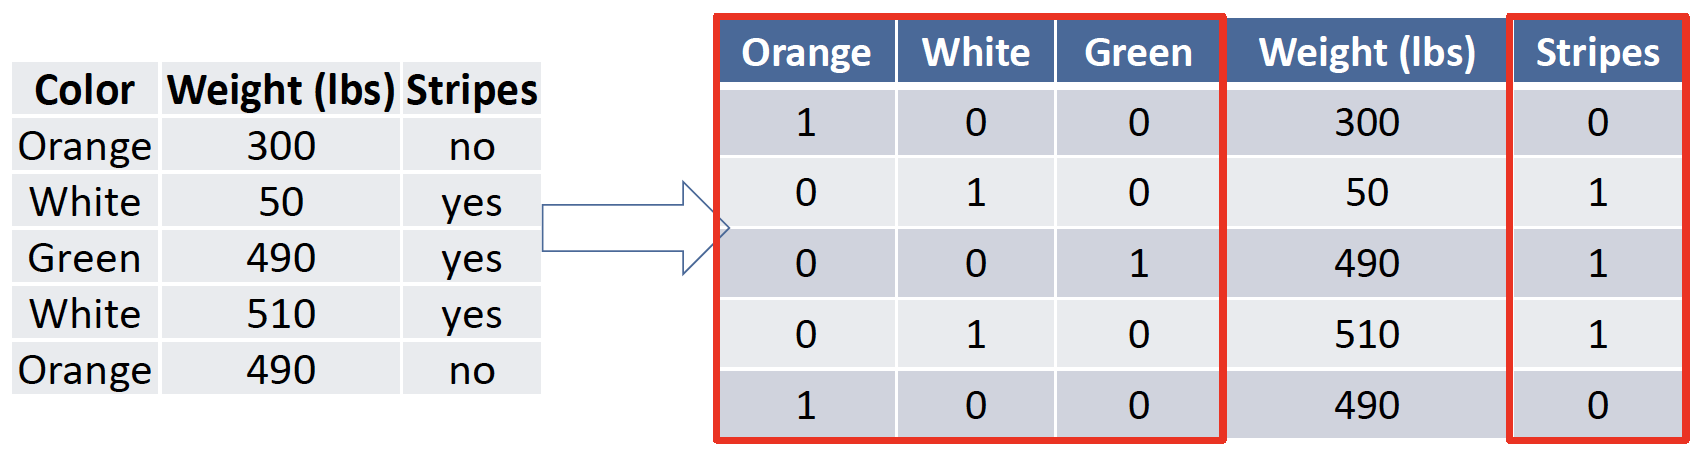 Color Weight (lbs) Stripes
Orange 300 no
White 50 yes
Green 490 yes
White 510 yes
Orange 490 no
Orange White Green Weight (lbs) Stripes
1 0 0 300 0
0 1 0 50 1
0 0 1 490 1
0 1 0 510 1
1 0 0 490 0